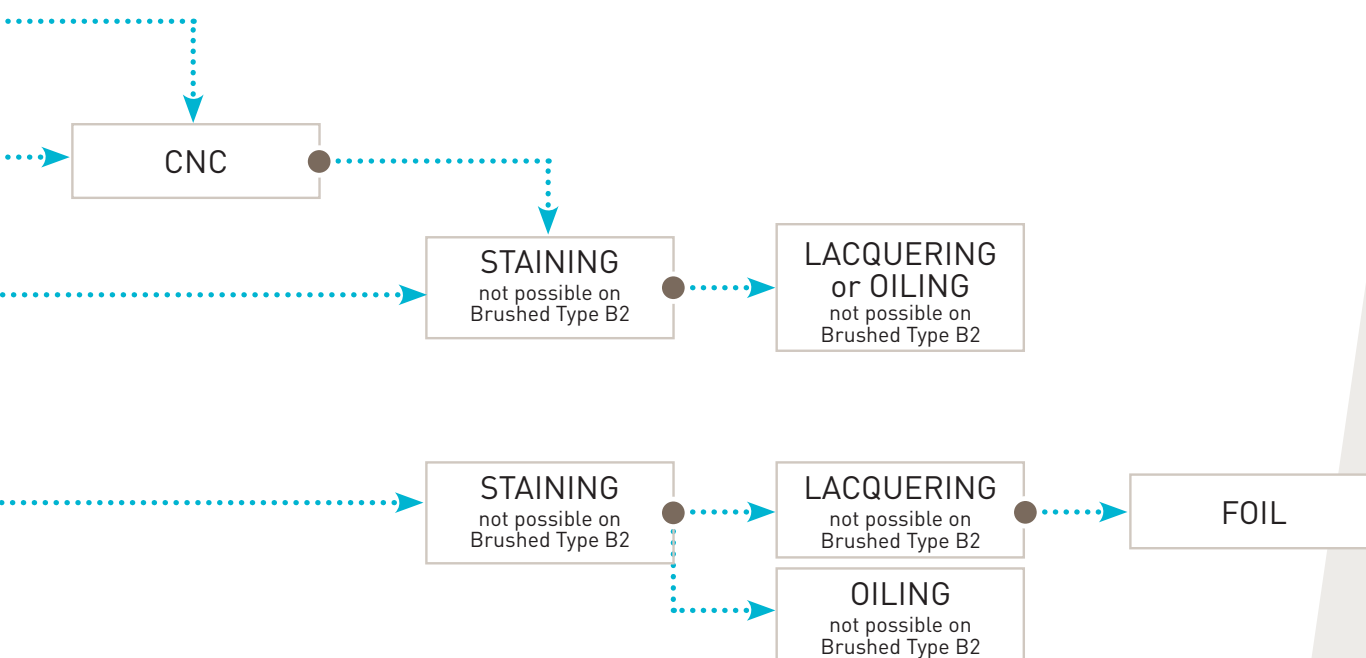 CNC
STAINING
not possible on
Brushed Type B2
LACQUERING
or OILING
not possible on
Brushed Type B2
STAINING
not possible on
Brushed Type B2
LACQUERING
not possible on
Brushed Type B2
FOIL
OILING
not possible on
Brushed Type B2